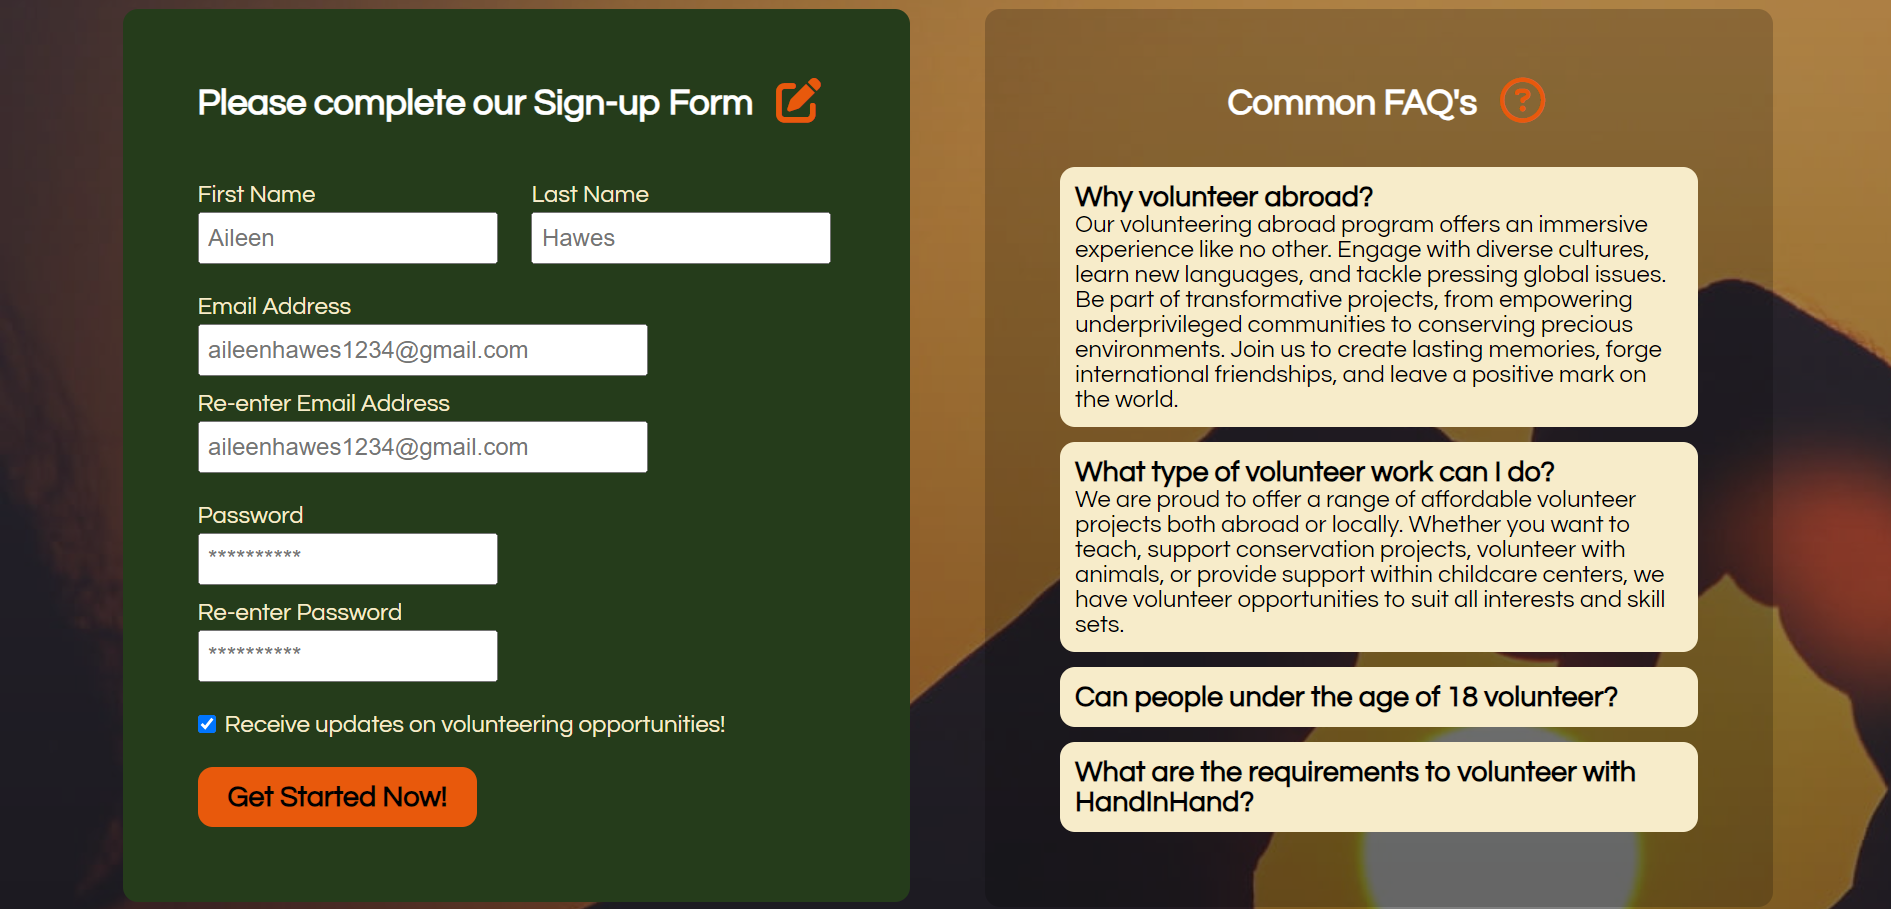 Please complete our Sign-up Form
First Name
Last Name
Aileen
Hawes
Email Address
aileenhawes1234@gmail.com
Re-enter Email Address
aileenhawes1234@gmail.com
Password
**********
Re-enter Password
**********
Receive updates on volunteering opportunities!
Get Started Now!
Common FAQ's
Why volunteer abroad?
Our volunteering abroad program offers an immersive
experience like no other. Engage with diverse cultures,
learn new languages, and tackle pressing global issues.
Be part of transformative projects, from empowering
underprivileged communities to conserving precious
environments. Join us to create lasting memories, forge
international friendships, and leave a positive mark on
the world.
What type of volunteer work can I do?
We are proud to offer a range of affordable volunteer
projects both abroad or locally. Whether you want to
teach, support conservation projects, volunteer with
animals, or provide support within childcare centers, we
have volunteer opportunities to suit all interests and skill
sets.
Can people under the age of 18 volunteer?
What are the requirements to volunteer with
HandInHand?